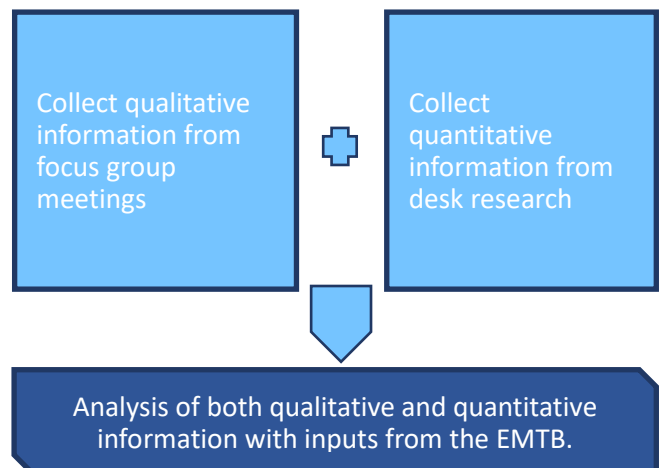 Collect qualitative
information from
focus group
meetings
Collect
quantitative
information from
desk research
Analysis of both qualitative and quantitative
information with inputs from the EMTB.